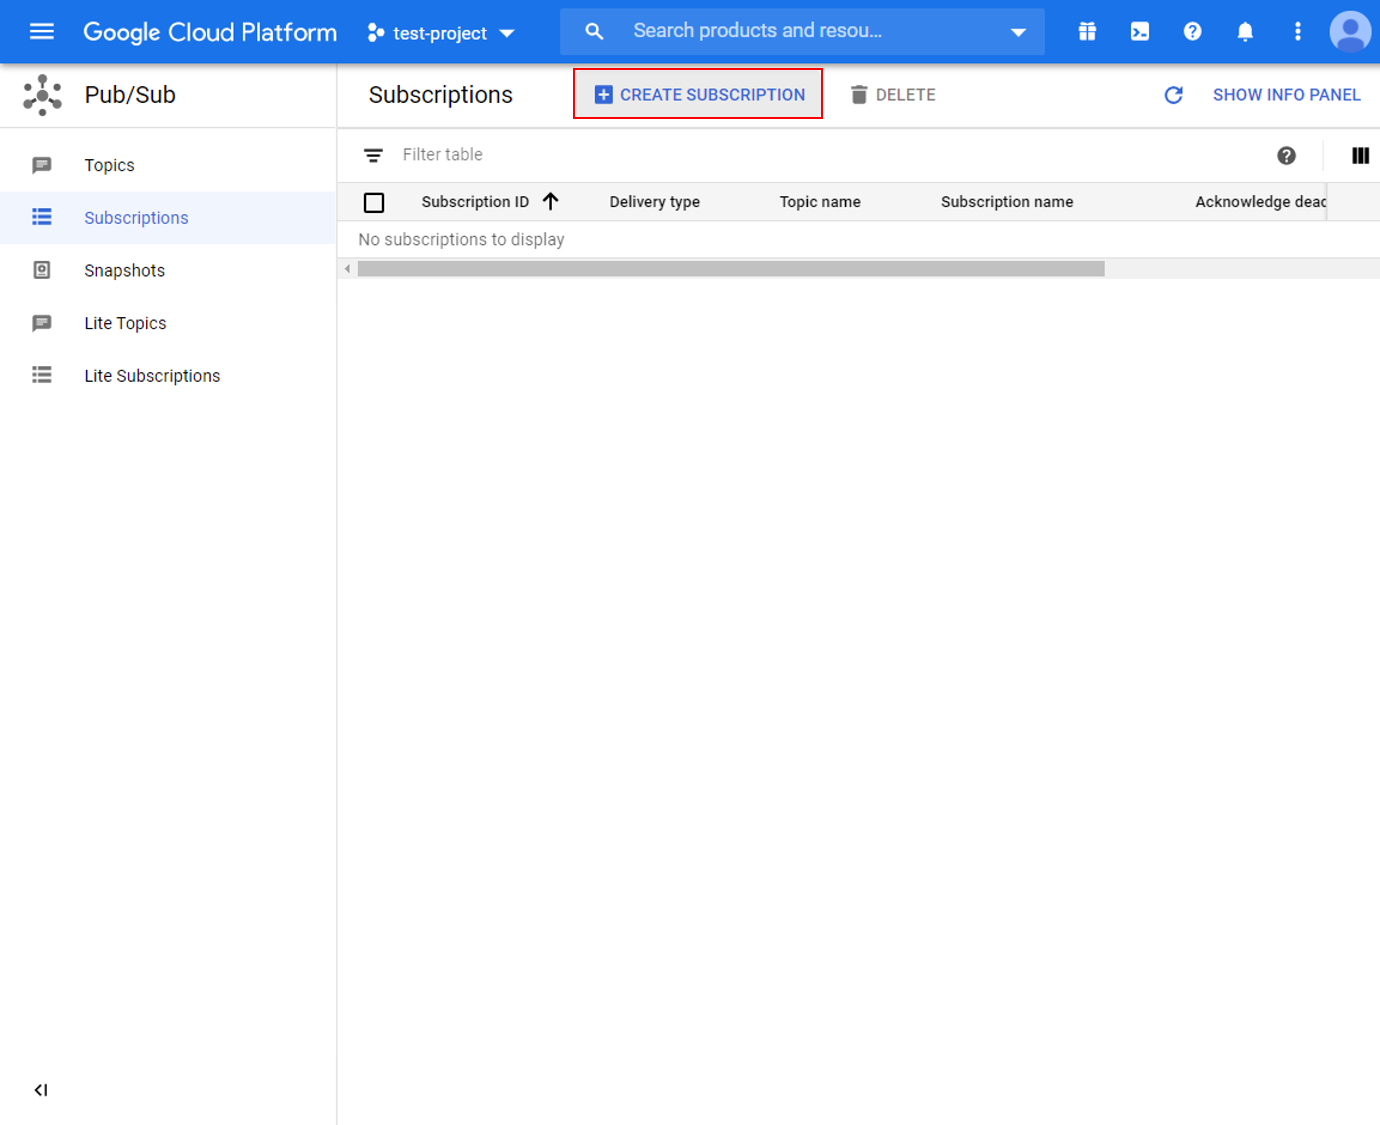 Google Cloud Platform
test-project
Search products and resou...
Pub/Sub
Subscriptions
CREATE SUBSCRIPTION
DELETE
SHOW INFO PANEL
Topics
Subscriptions
Snapshots
Lite Topics
Lite Subscriptions
Filter table
Subscription ID
Delivery type
Topic name
Subscription name
Acknowledge deac
No subscriptions to display